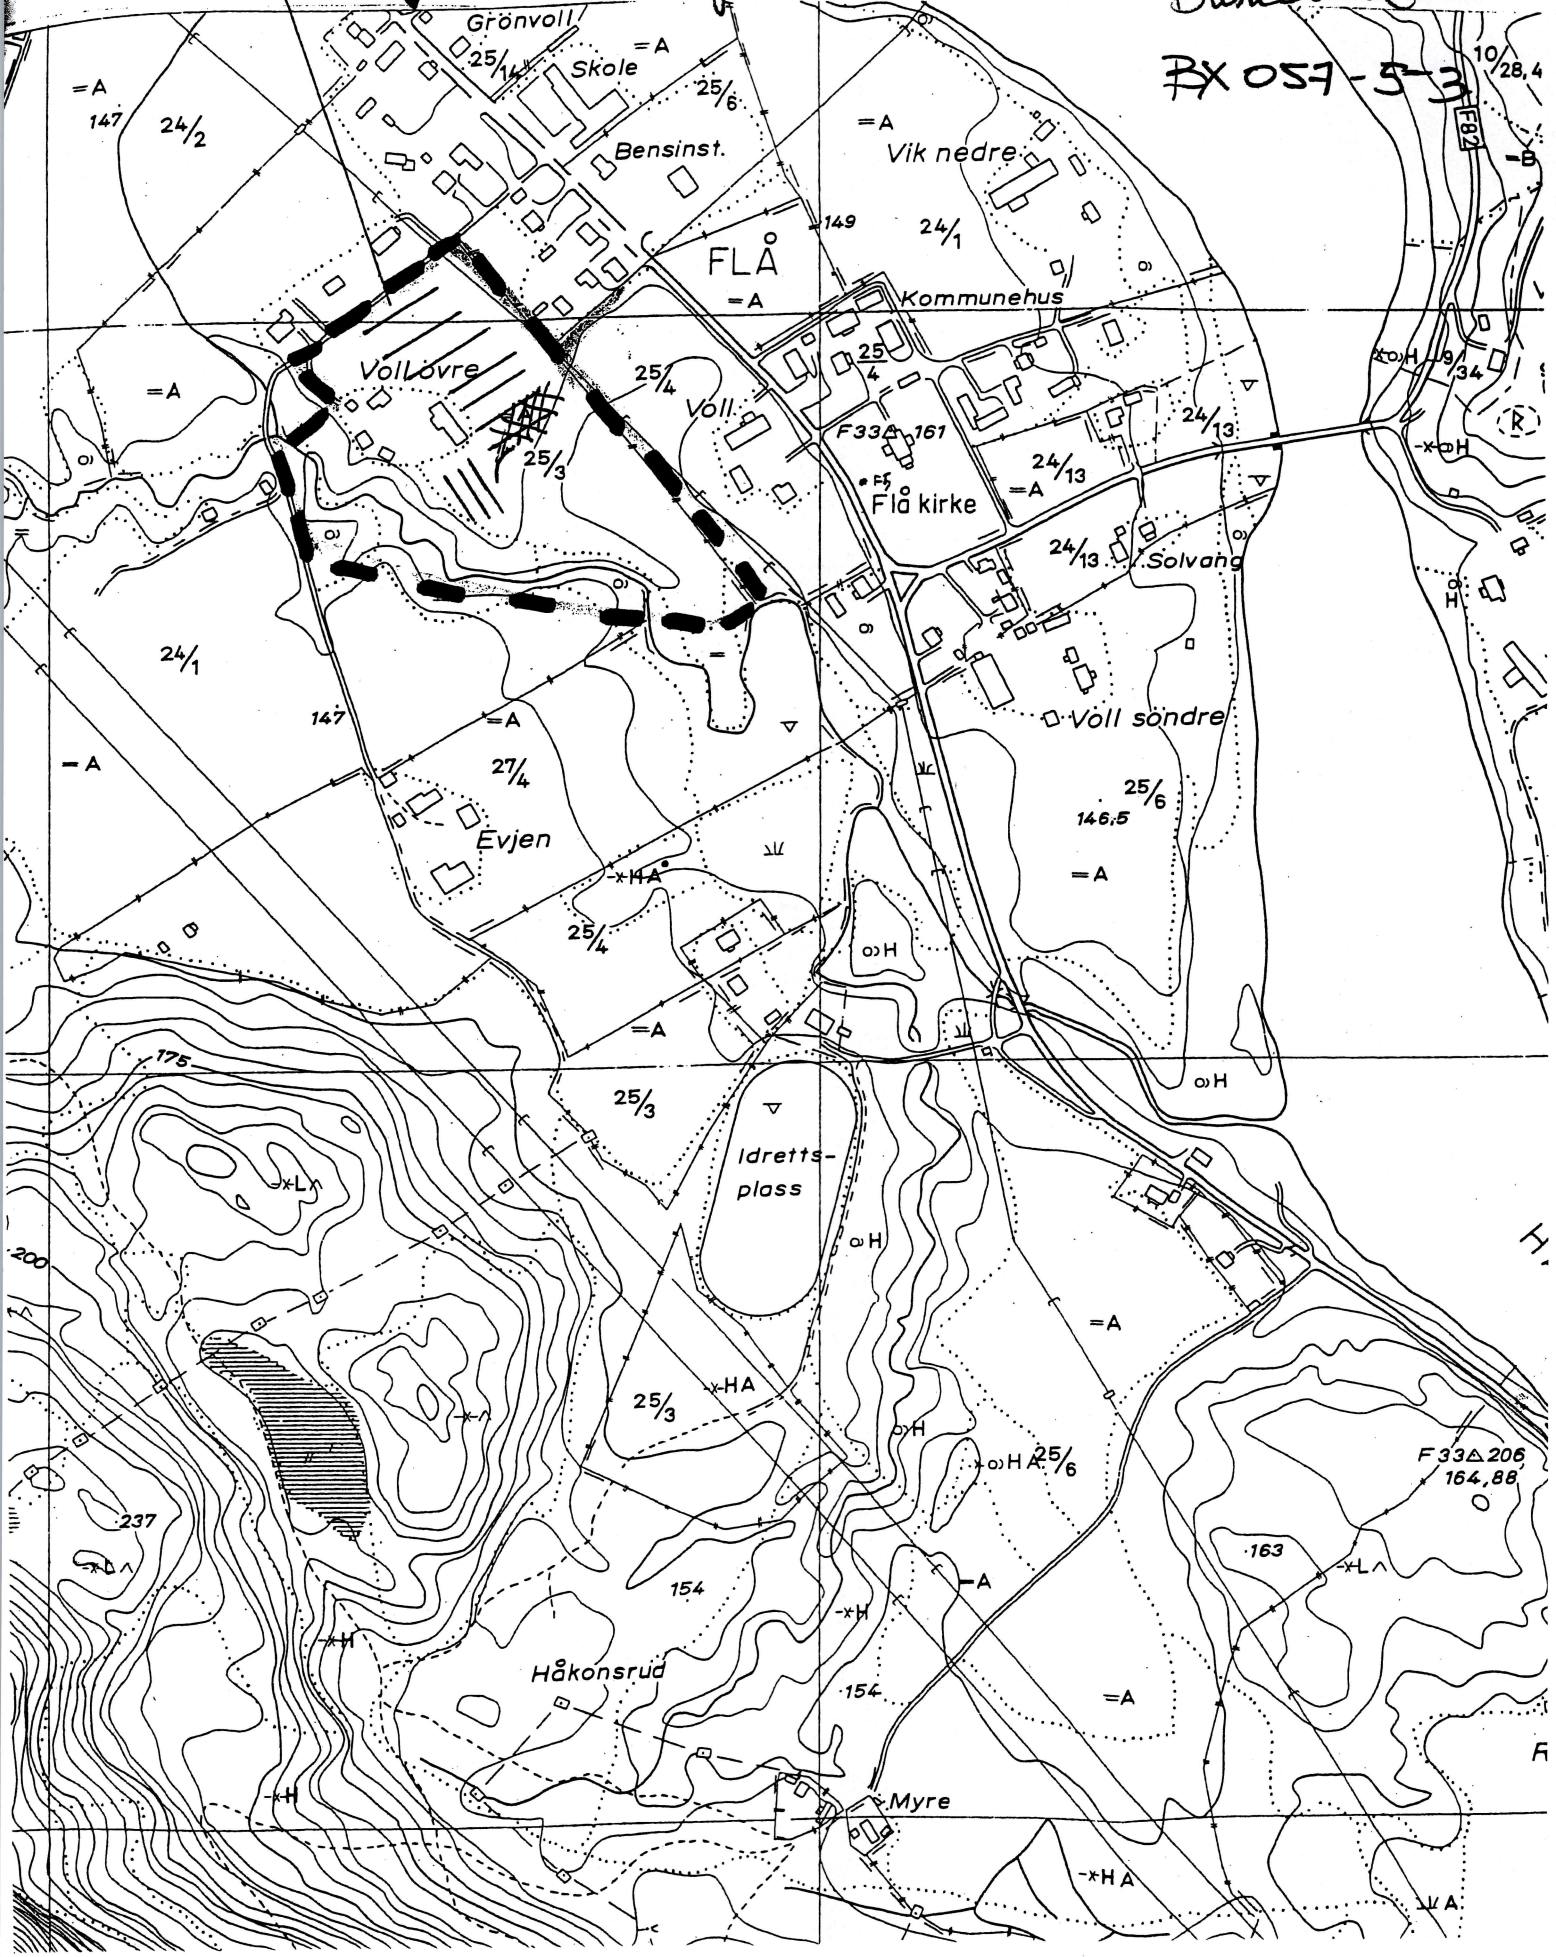 BX 057-5-3
Grönvoll
25/14
Skole
=A
=A
147
24/2
25/6
=A
10/28,4
F82
=B
Bensinst.
Vik nedre
149
24/1
FLÅ
=A
Kommunehus
Voll övre
=A
25/4
25/4
Voll
9/34
R
F33 161
24/13
25/3
24/13
=A
Flå kirke
24/13
Solvang
24/1
147
=A
=A
27/4
Voll söndre
25/6
146,5
Evjen
=A
HA
25/4
H
=A
175
25/3
H
Idretts-
plass
L
H
200
=A
HA
25/3
H
HA
25/6
F33 206
164,88
237
163
L
154
A
H
H
Håkonsrud
154
=A
H
Myre
HA
A